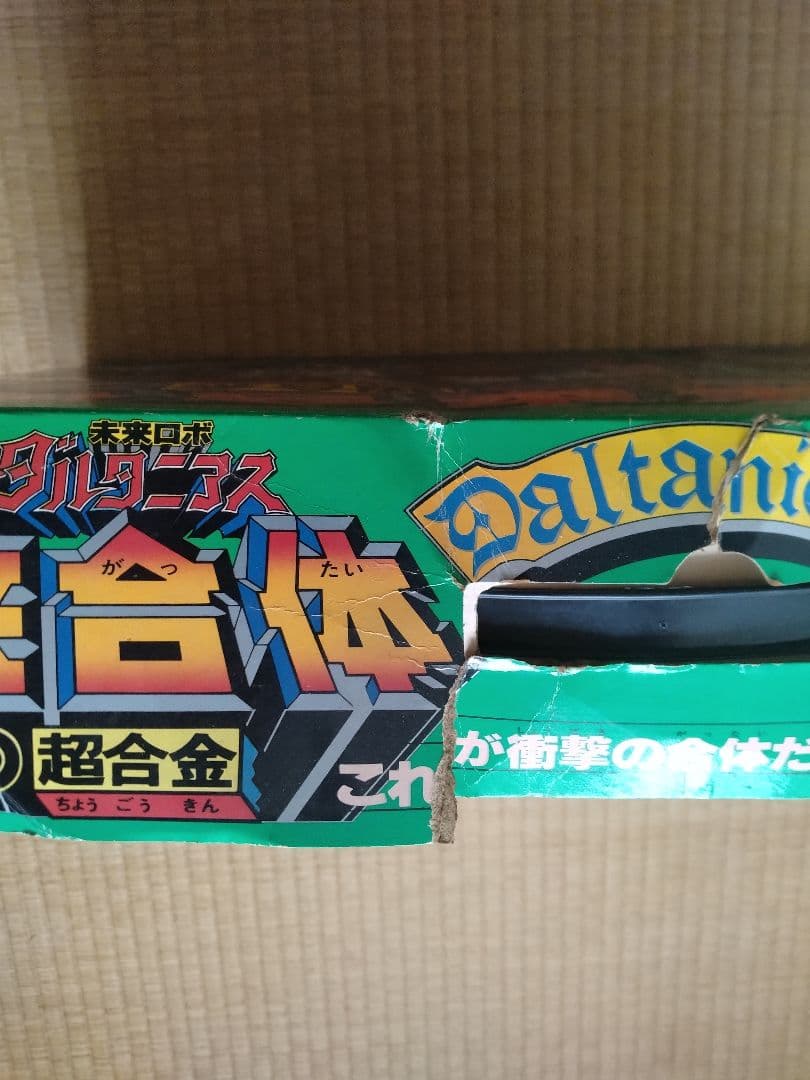 未来ロボ
ダルタニアス
がっ たい
合体
超合金
ちょう ごう きん
Daltani
これが衝撃の合体だ